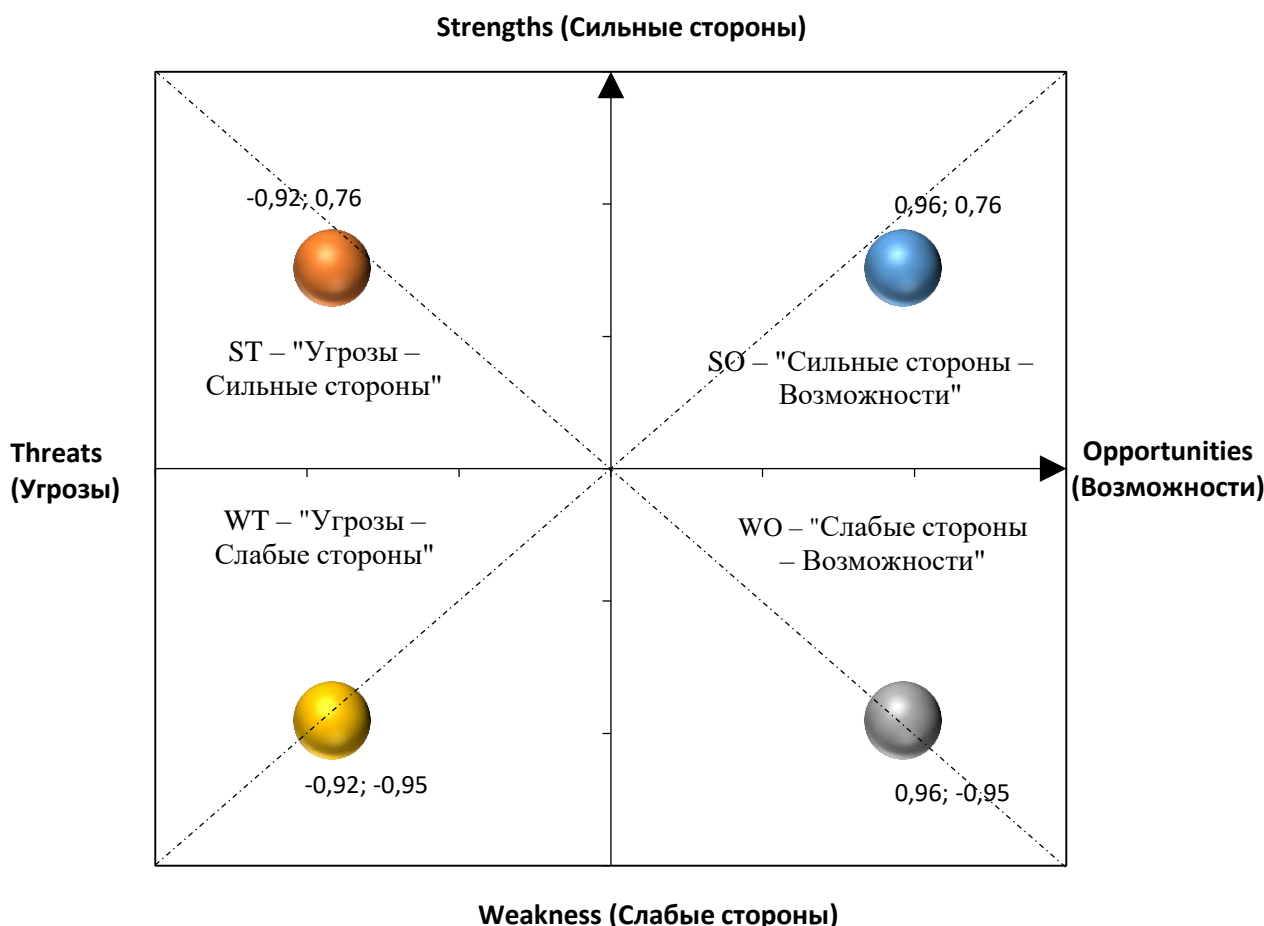 Strengths (Сильные стороны)
-0,92; 0,76
0,96; 0,76
ST – "Угрозы –
Сильные стороны"
SO – "Сильные стороны –
Возможности"
Threats
(Угрозы)
Opportunities
(Возможности)
WT – "Угрозы –
Слабые стороны"
WO – "Слабые стороны
– Возможности"
-0,92; -0,95
0,96; -0,95
Weakness (Слабые стороны)